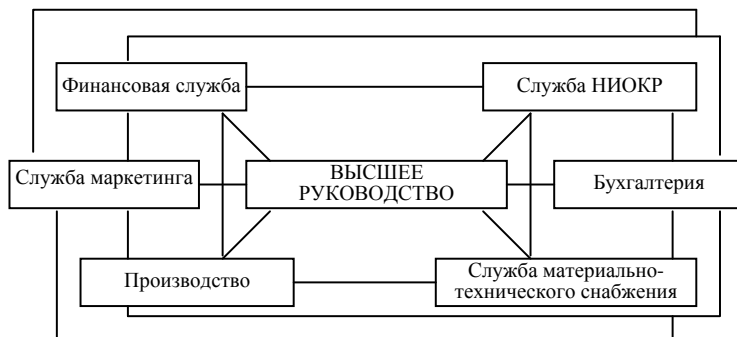 Финансовая служба
Служба НИОКР
Служба маркетинга
ВЫСШЕЕ
РУКОВОДСТВО
Бухгалтерия
Производство
Служба материально-
технического снабжения